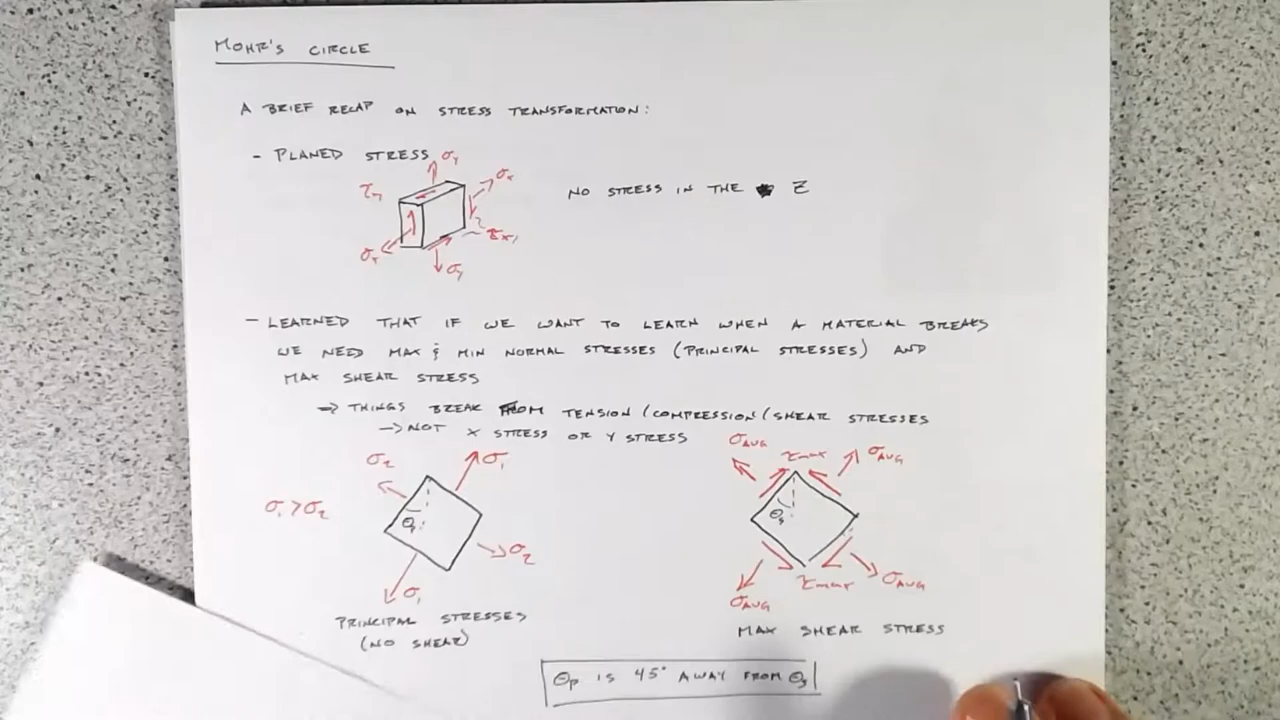 MOHR'S CIRCLE
A BRIEF RECAP ON STRESS TRANSFORMATION:
- PLANED STRESS
σy
τxy
σx
NO STRESS IN THE Z
τxy
σx
σy
- LEARNED THAT IF WE WANT TO LEARN WHEN A MATERIAL BREAKS
WE NEED MAX & MIN NORMAL STRESSES (PRINCIPAL STRESSES) AND
MAX SHEAR STRESS
→ THINGS BREAK FROM TENSION/COMPRESSION/SHEAR STRESSES
→ NOT X STRESS OR Y STRESS
σ2
σ1
σ1 > σ2
σ2
σ1
PRINCIPAL STRESSES
(NO SHEAR)
σAVG
τmax
σAVG
θs
σAVG
τmax
σAVG
MAX SHEAR STRESS
θp IS 45° AWAY FROM θs